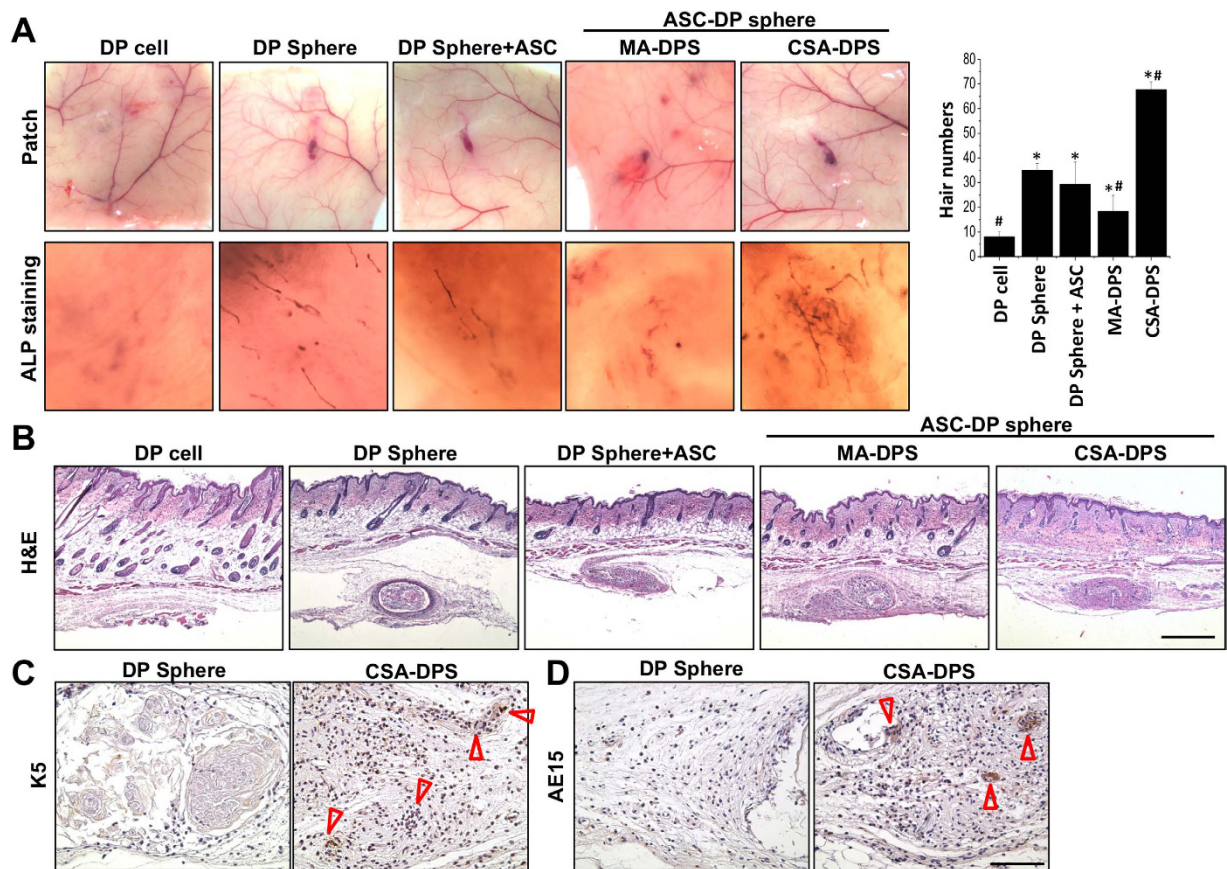 A
ASC-DP sphere
DP cell DP Sphere DP Sphere+ASC MA-DPS CSA-DPS
Patch
ALP staining
Hair numbers
80
70
60
50
40
30
20
10
0
#
*
*
*#
*#
DP cell
DP Sphere
DP Sphere + ASC
MA-DPS
CSA-DPS
B
ASC-DP sphere
DP cell DP Sphere DP Sphere+ASC MA-DPS CSA-DPS
H&E
C
DP Sphere CSA-DPS
K5
D
DP Sphere CSA-DPS
AE15